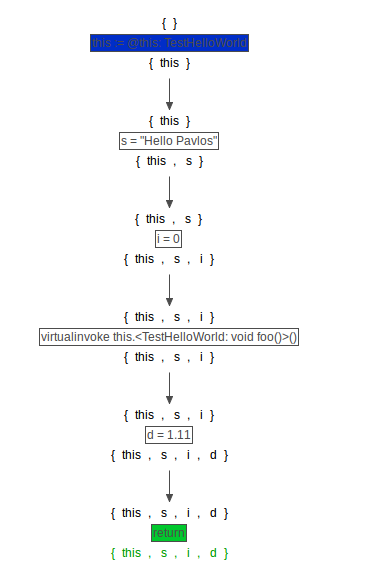 { }
this := @this: TestHelloWorld
{ this }
{ this }
s = "Hello Pavlos"
{ this , s }
{ this , s }
i = 0
{ this , s , i }
{ this , s , i }
virtualinvoke this.<TestHelloWorld: void foo()>()
{ this , s , i }
{ this , s , i }
d = 1.11
{ this , s , i , d }
{ this , s , i , d }
return
{ this , s , i , d }